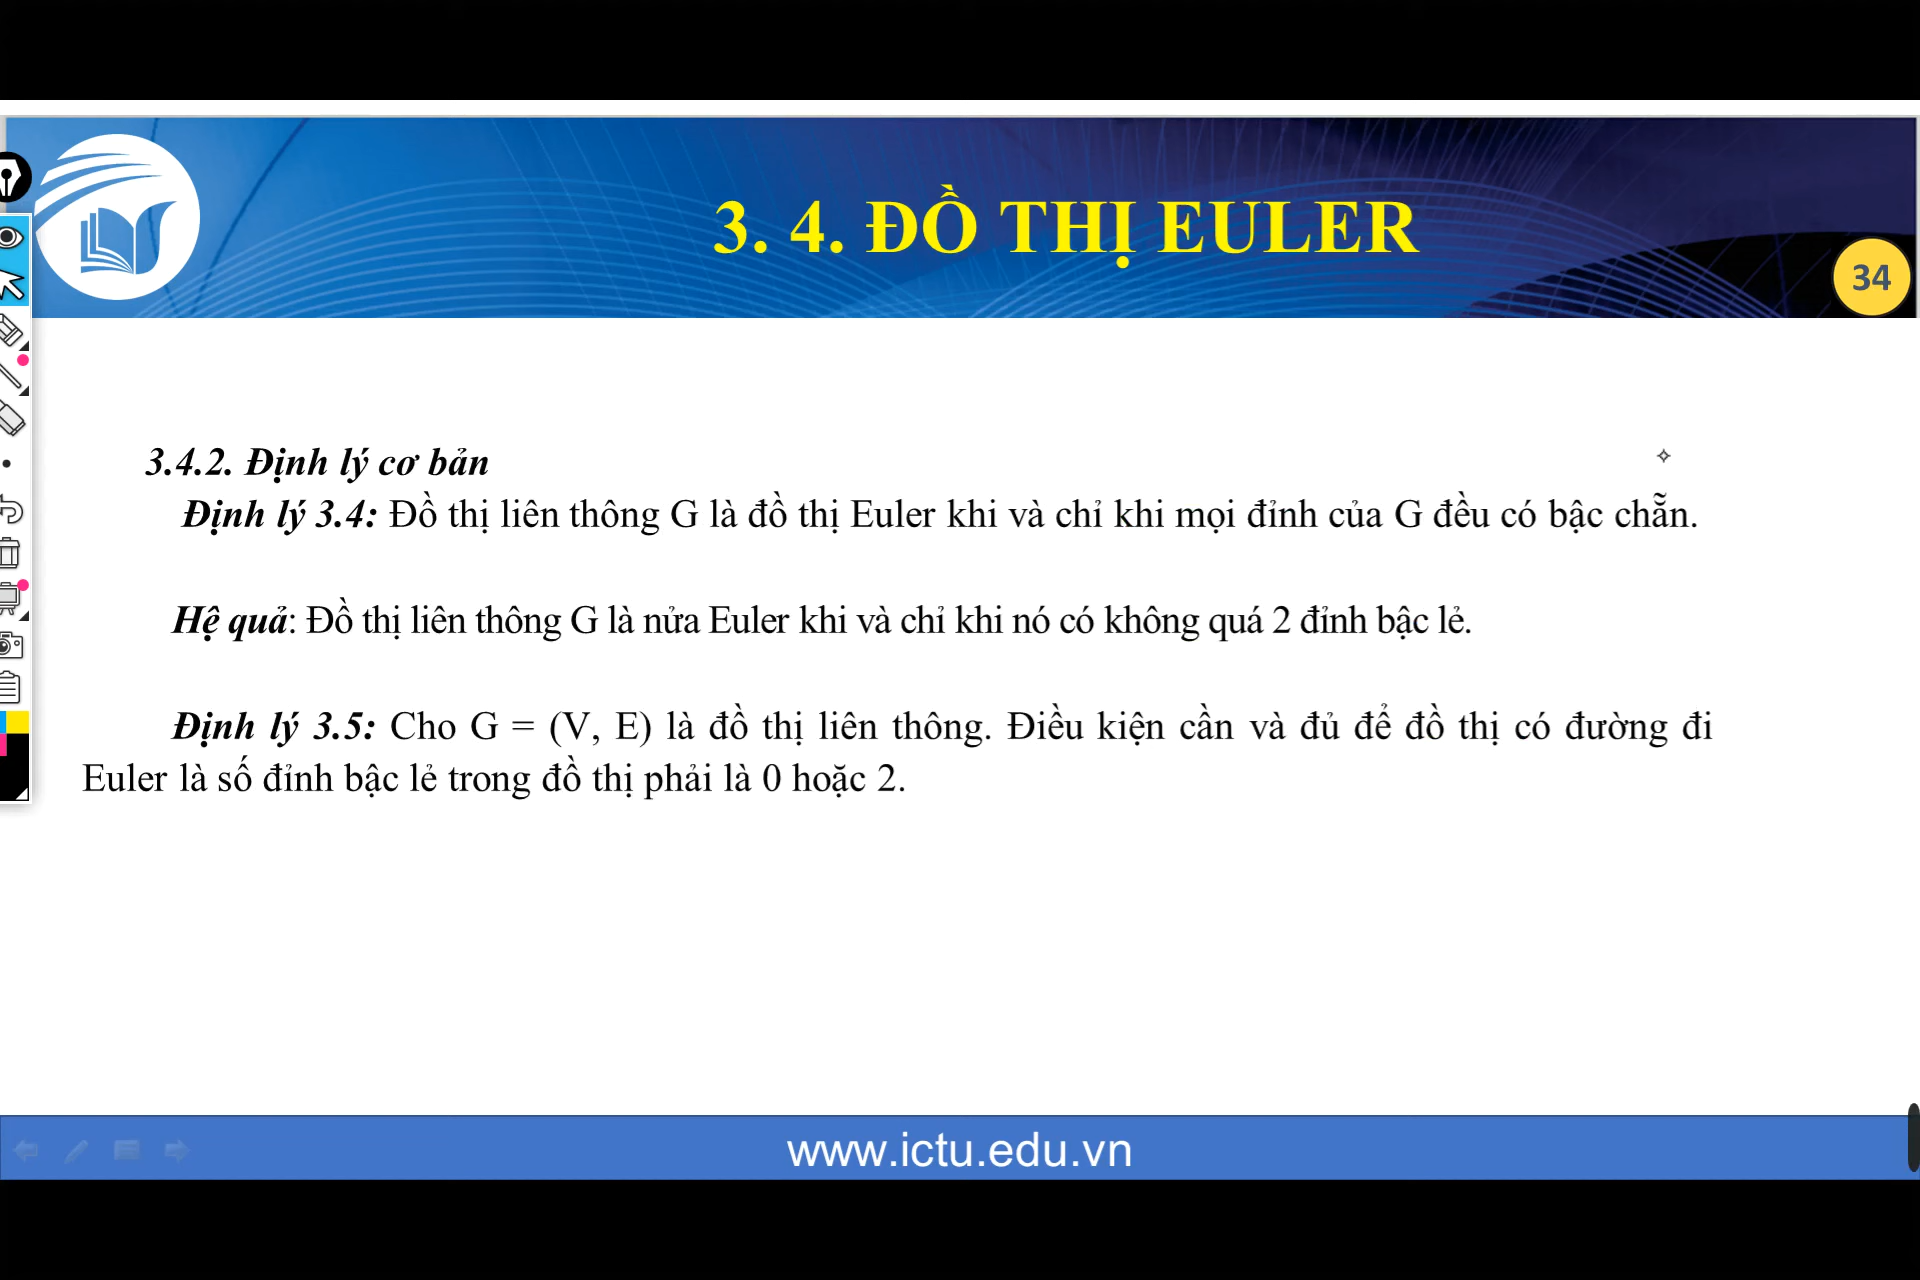 3. 4. ĐỒ THỊ EULER
34
3.4.2. Định lý cơ bản
Định lý 3.4: Đồ thị liên thông G là đồ thị Euler khi và chỉ khi mọi đỉnh của G đều có bậc chẵn.
Hệ quả: Đồ thị liên thông G là nửa Euler khi và chỉ khi nó có không quá 2 đỉnh bậc lẻ.
Định lý 3.5: Cho G = (V, E) là đồ thị liên thông. Điều kiện cần và đủ để đồ thị có đường đi
Euler là số đỉnh bậc lẻ trong đồ thị phải là 0 hoặc 2.
www.ictu.edu.vn